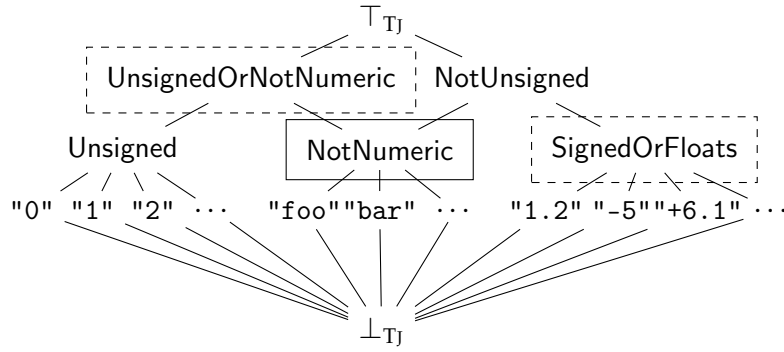 ⊤TJ
UnsignedOrNotNumeric NotUnsigned
Unsigned NotNumeric SignedOrFloats
"0" "1" "2" ··· "foo" "bar" ··· "1.2" "-5" "+6.1" ···
⊥TJ